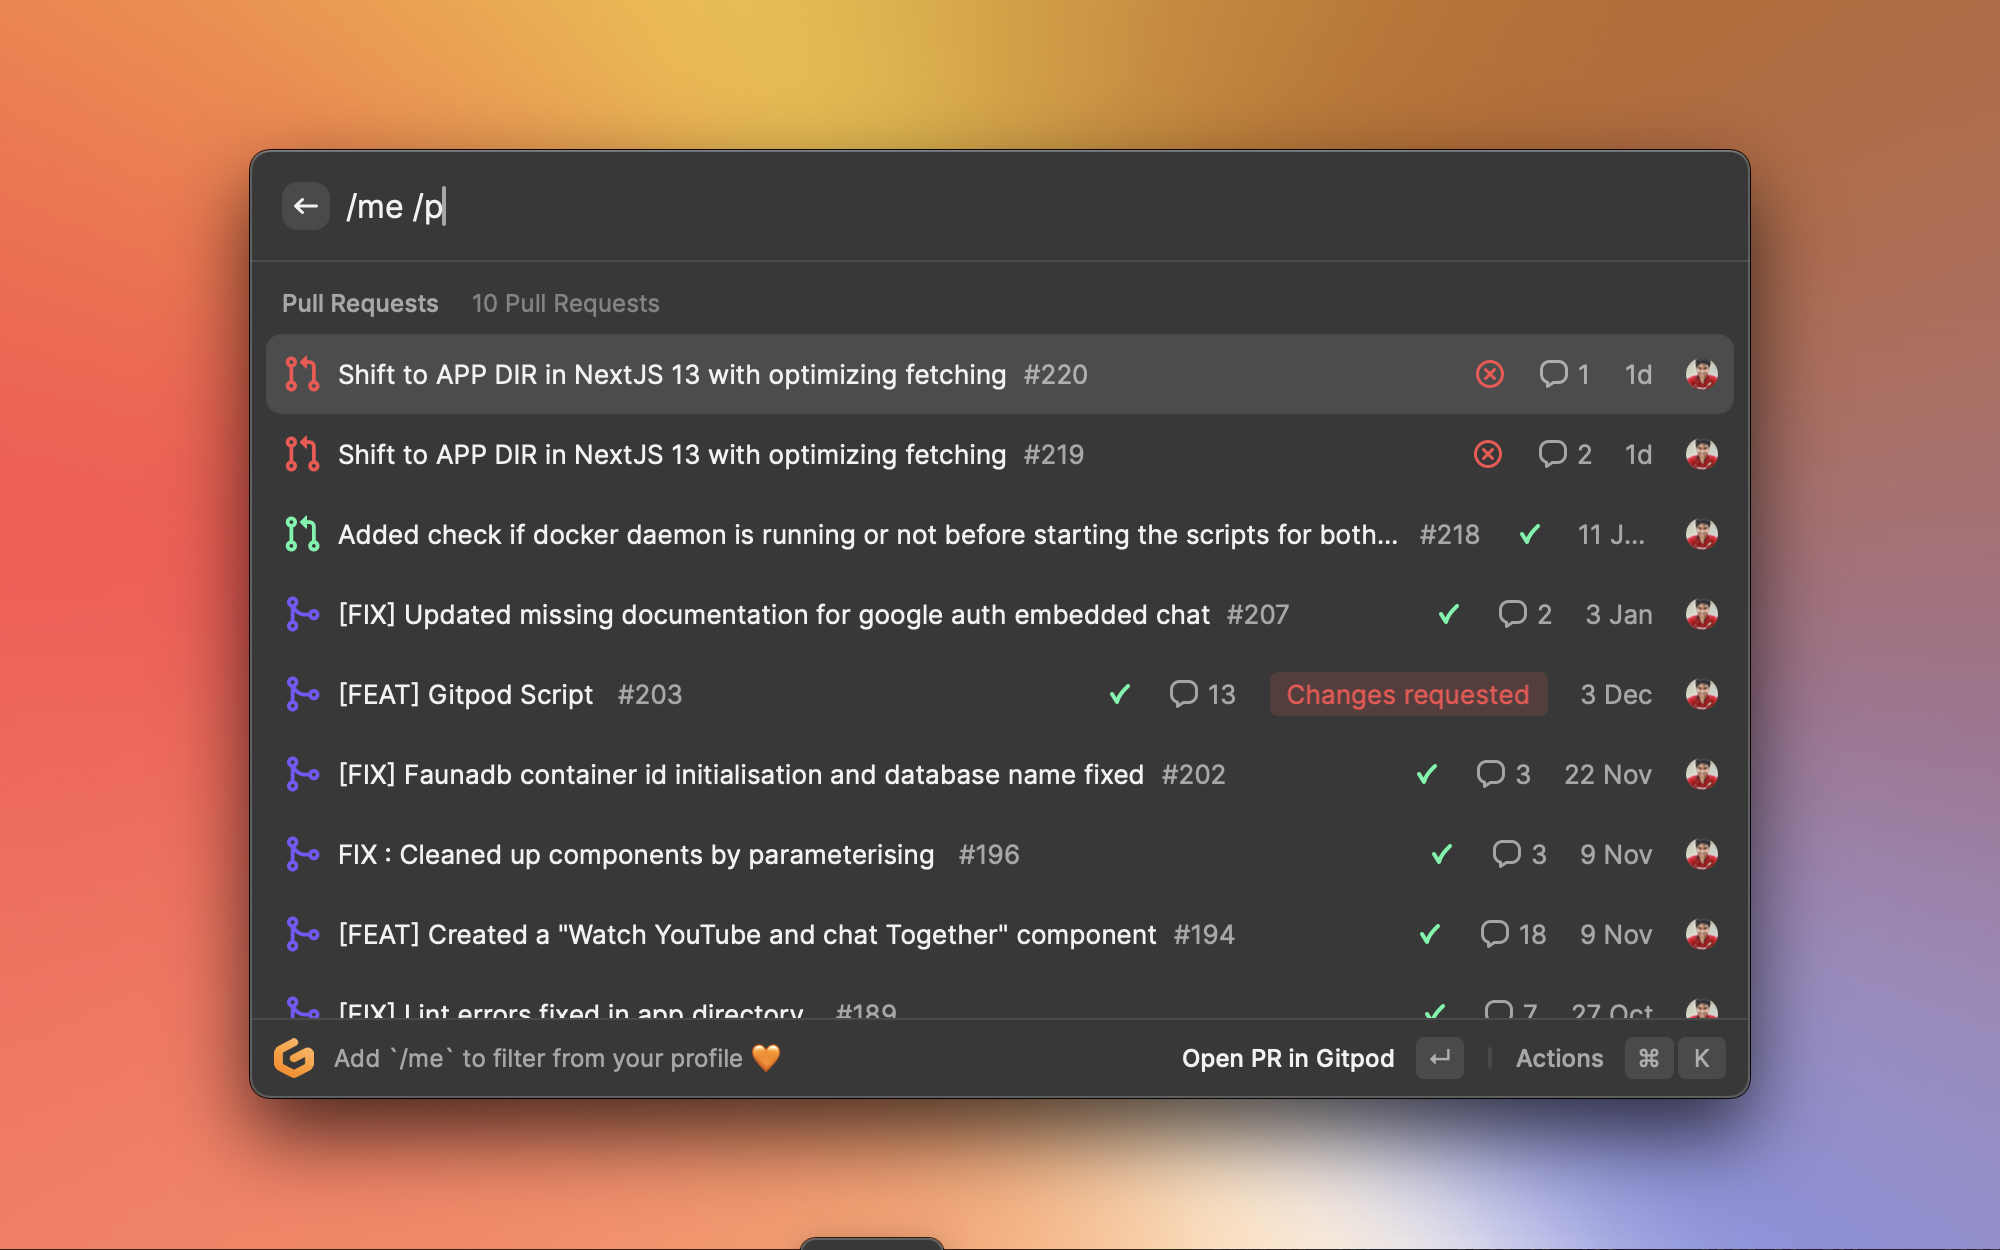 /me /p
Pull Requests 10 Pull Requests
Shift to APP DIR in NextJS 13 with optimizing fetching #220 1 1d
Shift to APP DIR in NextJS 13 with optimizing fetching #219 2 1d
Added check if docker daemon is running or not before starting the scripts for both... #218 11 J...
[FIX] Updated missing documentation for google auth embedded chat #207 2 3 Jan
[FEAT] Gitpod Script #203 13 Changes requested 3 Dec
[FIX] Faunadb container id initialisation and database name fixed #202 3 22 Nov
FIX : Cleaned up components by parameterising #196 3 9 Nov
[FEAT] Created a "Watch YouTube and chat Together" component #194 18 9 Nov
[FIX] Lint errors fixed in app directory #189 7 27 Oct
Add `/me` to filter from your profile 🧡 Open PR in Gitpod ↵ Actions ⌘ K